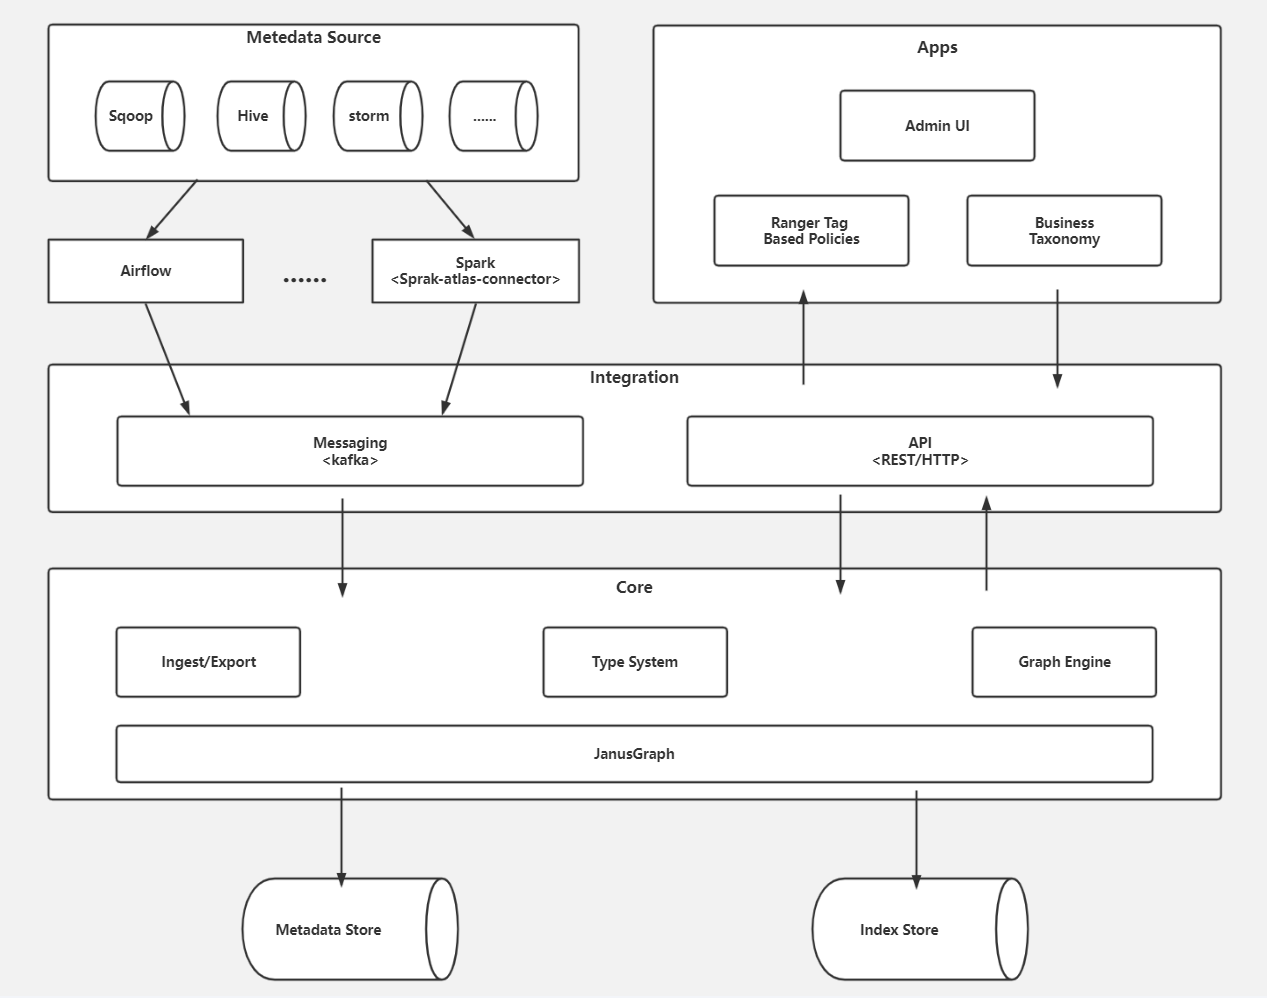 Metedata Source
Sqoop
Hive
storm
......
Airflow
......
Spark
<Sprak-atlas-connector>
Apps
Admin UI
Ranger Tag
Based Policies
Business
Taxonomy
Integration
Messaging
<kafka>
API
<REST/HTTP>
Core
Ingest/Export
Type System
Graph Engine
JanusGraph
Metadata Store
Index Store